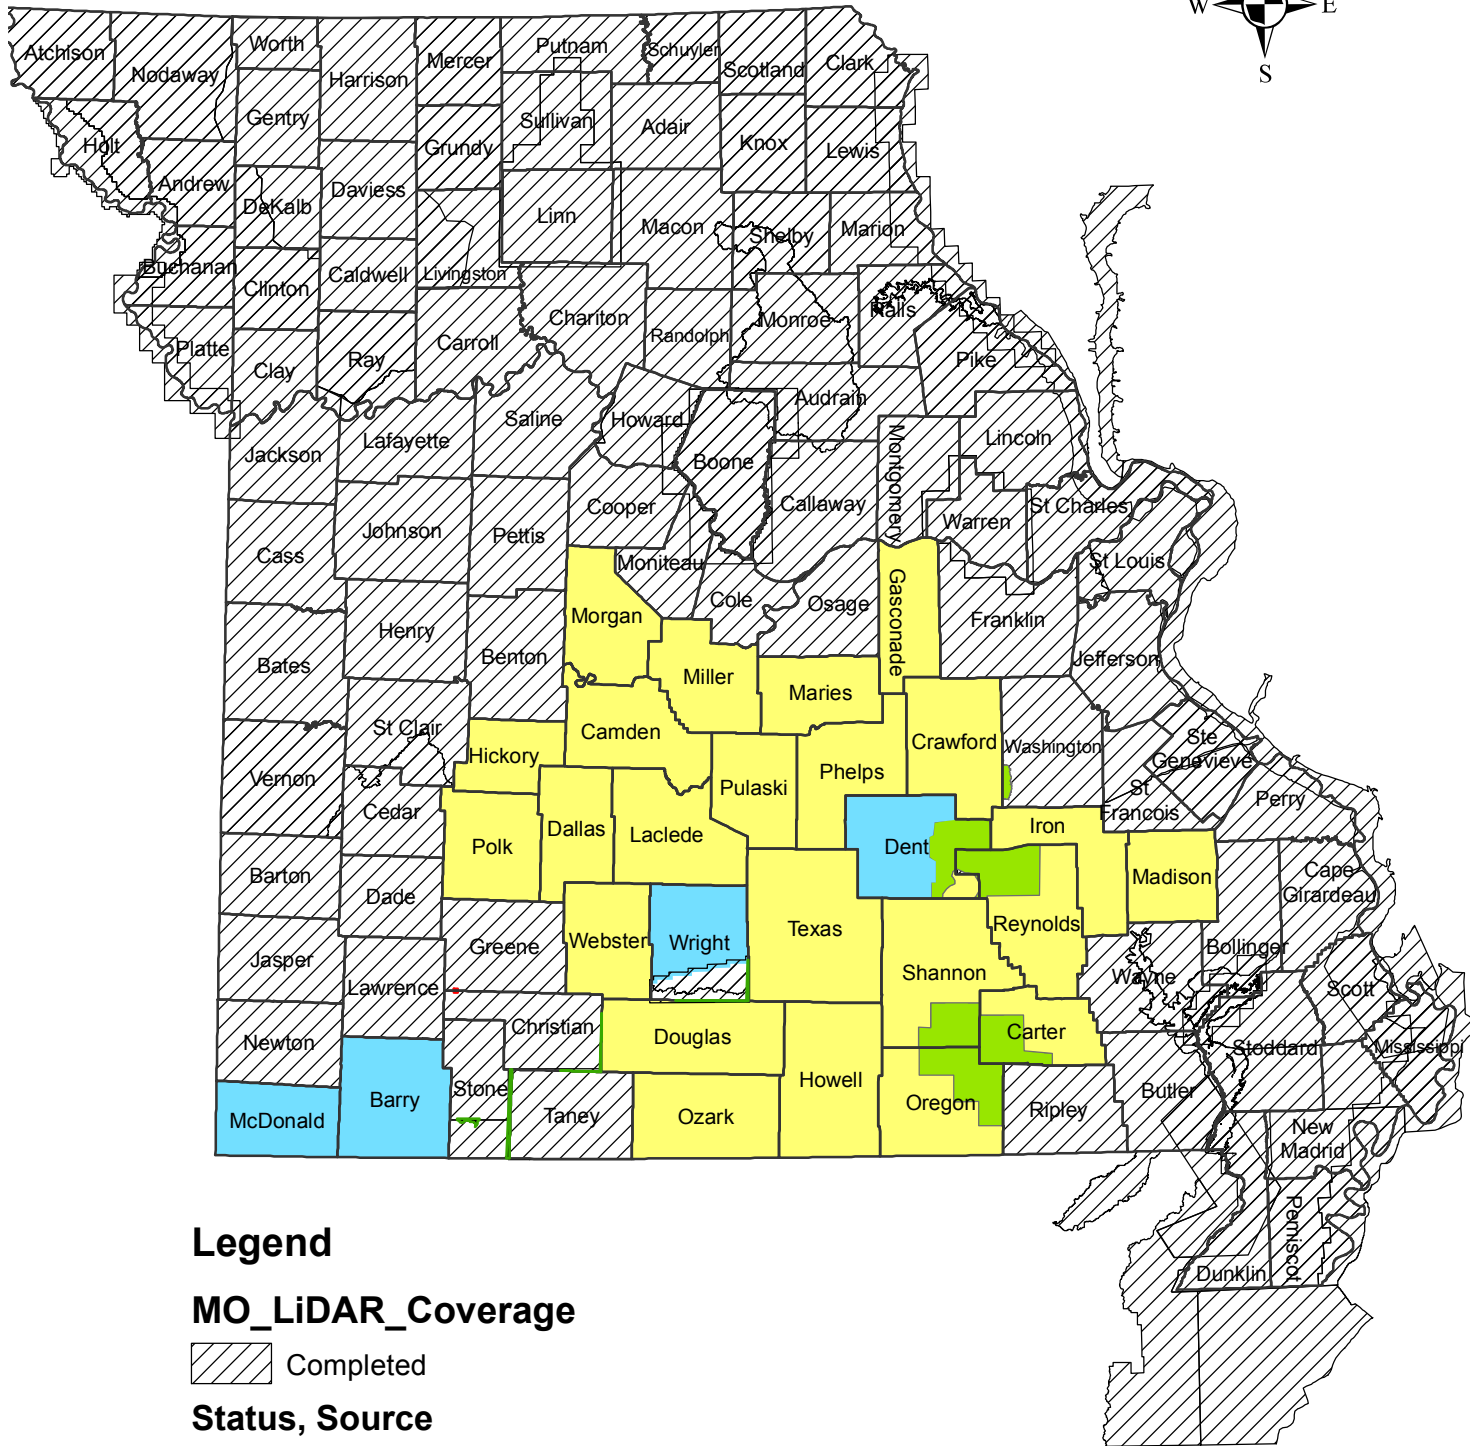 W E
S
Atchison
Nodaway
Worth
Harrison
Mercer
Putnam
Schuyler
Scotland
Clark
Gentry
Sullivan
Adair
Knox
Lewis
Holt
Grundy
Andrew
DeKalb
Daviess
Linn
Macon
Shelby
Marion
Buchanan
Clinton
Caldwell
Livingston
Chariton
Randolph
Monroe
Ralls
Platte
Clay
Ray
Carroll
Pike
Audrain
Saline
Howard
Lafayette
Jackson
Boone
Montgomery
Lincoln
Cooper
Callaway
Warren
St Charles
Johnson
Pettis
Cass
Moniteau
St Louis
Cole
Osage
Gasconade
Franklin
Morgan
Henry
Benton
Bates
Miller
Maries
Jefferson
St Clair
Camden
Hickory
Crawford
Washington
Ste
Genevieve
Vernon
Pulaski
Phelps
St
Francois
Perry
Cedar
Polk
Dallas
Laclede
Dent
Iron
Madison
Barton
Dade
Cape
Girardeau
Greene
Webster
Wright
Texas
Reynolds
Bollinger
Jasper
Lawrence
Shannon
Wayne
Scott
Christian
Douglas
Carter
Newton
Stoddard
Mississippi
Stone
Barry
McDonald
Taney
Ozark
Howell
Oregon
Ripley
Butler
New
Madrid
Pemiscot
Dunklin
Legend
MO_LiDAR_Coverage
Completed
Status, Source